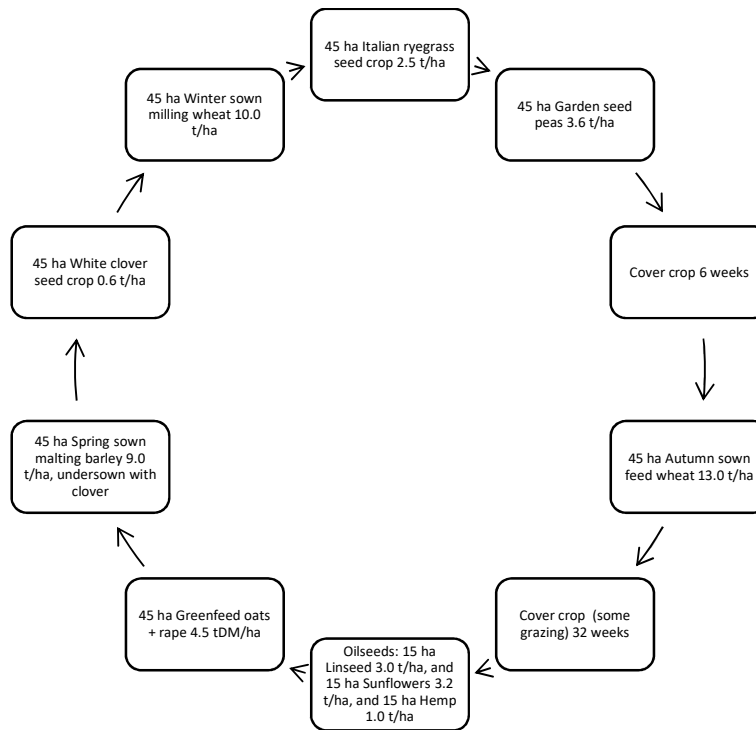 45 ha Italian ryegrass
seed crop 2.5 t/ha
45 ha Garden seed
peas 3.6 t/ha
Cover crop 6 weeks
45 ha Autumn sown
feed wheat 13.0 t/ha
Cover crop  (some
grazing) 32 weeks
Oilseeds: 15 ha
Linseed 3.0 t/ha, and
15 ha Sunflowers 3.2
t/ha, and 15 ha Hemp
1.0 t/ha
45 ha Greenfeed oats
+ rape 4.5 tDM/ha
45 ha Spring sown
malting barley 9.0
t/ha, undersown with
clover
45 ha White clover
seed crop 0.6 t/ha
45 ha Winter sown
milling wheat 10.0
t/ha